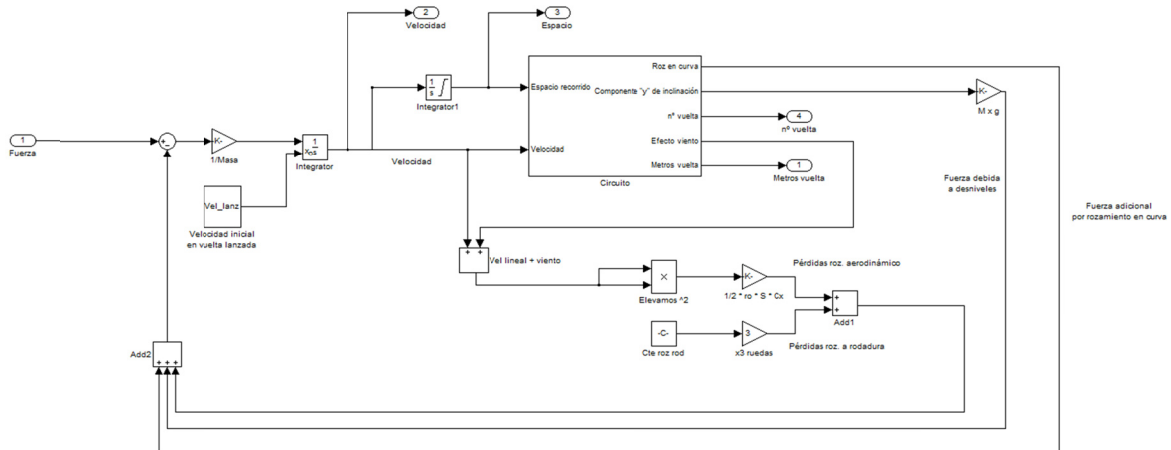 2
Velocidad
3
Espacio
1
s
Integrator1
Espacio recorrido
Velocidad
Roz en curva
Componente "y" de inclinación
nº vuelta
Efecto viento
Metros vuelta
Circuito
K-
M x g
4
nº vuelta
1
Metros vuelta
1
Fuerza
+
-
K-
1/Masa
1
s
xo
Integrator
Velocidad
Vel_lanz
Velocidad inicial
en vuelta lanzada
Fuerza debida
a desniveles
Fuerza adicional
por rozamiento en curva
+ +
Vel lineal + viento
×
Elevamos ^2
K-
1/2 * ro * S * Cx
Pérdidas roz. aerodinámico
+
+
Add1
-C-
Cte roz rod
3
x3 ruedas
Pérdidas roz. a rodadura
Add2
+ + +